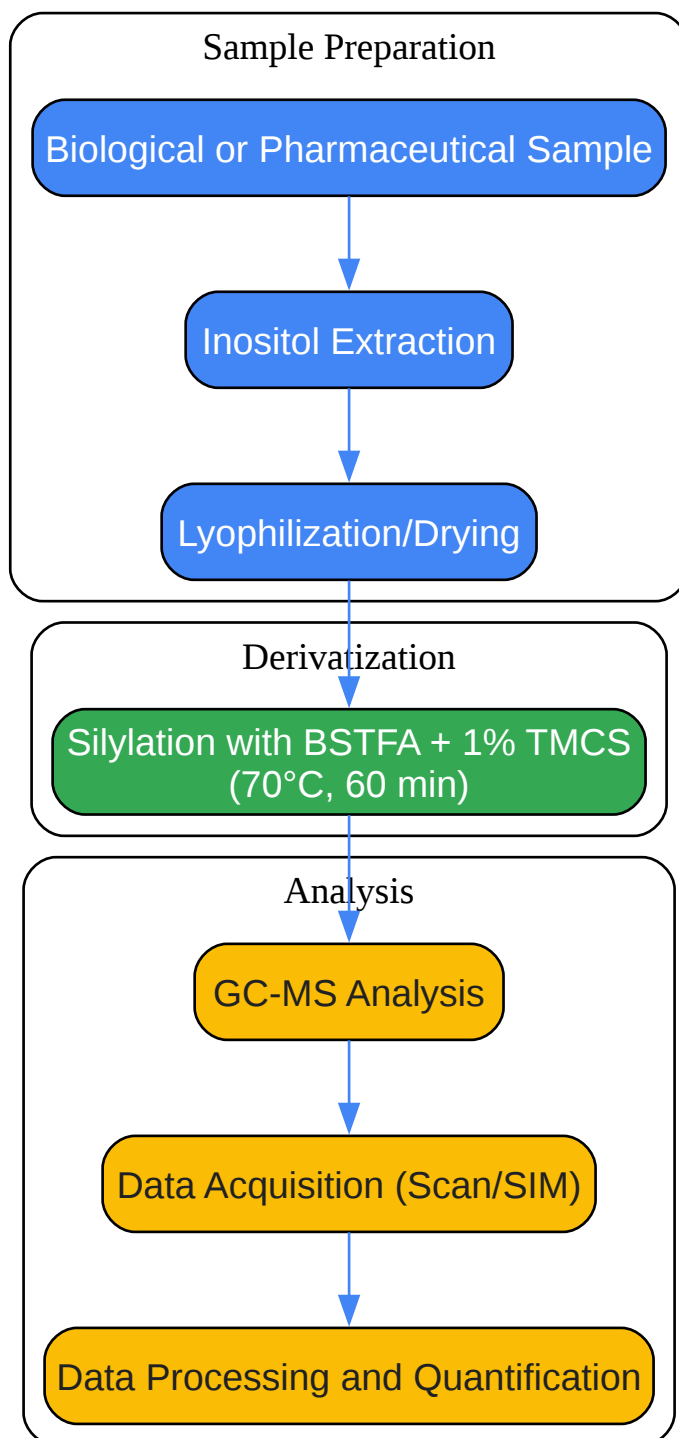 Sample Preparation
Biological or Pharmaceutical Sample
Inositol Extraction
Lyophilization/Drying
Derivatization
Silylation with BSTFA + 1% TMCS
(70°C, 60 min)
Analysis
GC-MS Analysis
Data Acquisition (Scan/SIM)
Data Processing and Quantification